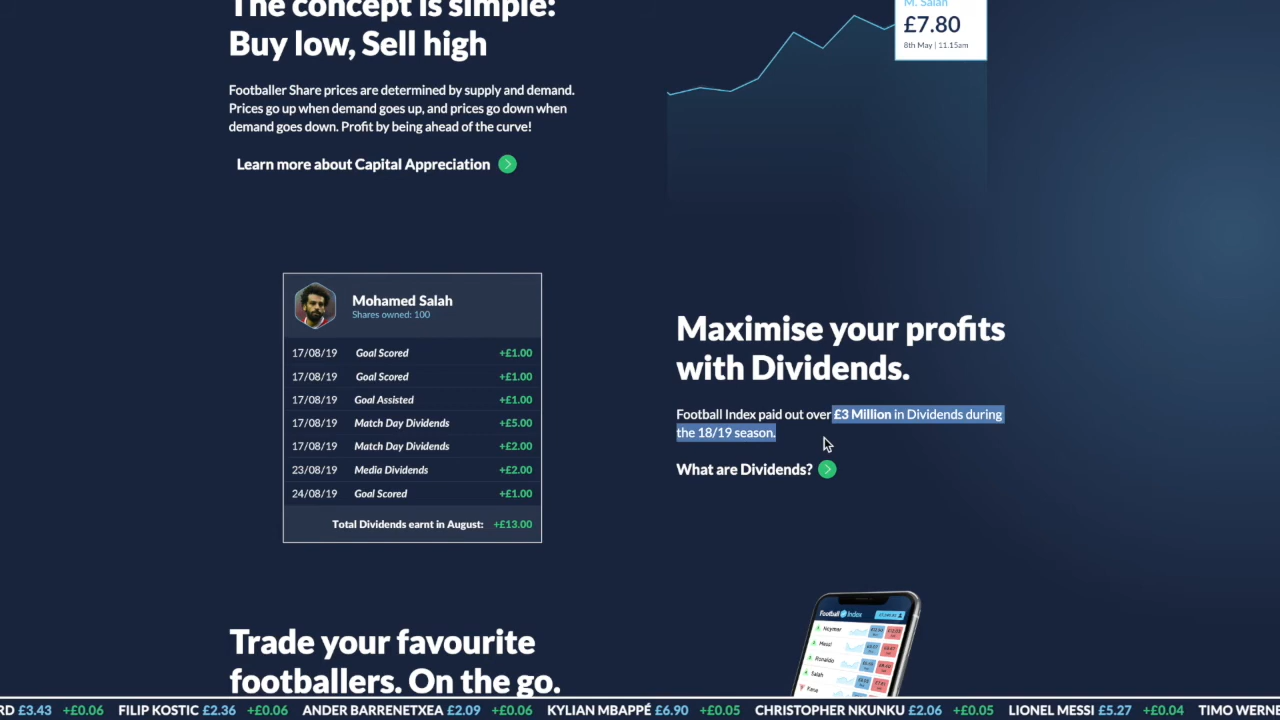 The concept is simple:
Buy low, Sell high
Footballer Share prices are determined by supply and demand.
Prices go up when demand goes up, and prices go down when
demand goes down. Profit by being ahead of the curve!
Learn more about Capital Appreciation
M. Salah
£7.80
8th May | 11.15am
Mohamed Salah
Shares owned: 100
17/08/19 Goal Scored +£1.00
17/08/19 Goal Scored +£1.00
17/08/19 Goal Assisted +£1.00
17/08/19 Match Day Dividends +£5.00
17/08/19 Match Day Dividends +£2.00
23/08/19 Media Dividends +£2.00
24/08/19 Goal Scored +£1.00
Total Dividends earnt in August: +£13.00
Maximise your profits
with Dividends.
Football Index paid out over £3 Million in Dividends during
the 18/19 season.
What are Dividends?
Trade your favourite
footballers. On the go.
Football Index
Neymar
Messi
Ronaldo
Salah
RD £3.43 +£0.06 FILIP KOSTIC £2.36 +£0.06 ANDER BARRENETXEA £2.09 +£0.06 KYLIAN MBAPPÉ £6.90 +£0.05 CHRISTOPHER NKUNKU £2.06 +£0.05 LIONEL MESSI £5.27 +£0.04 TIMO WERNE